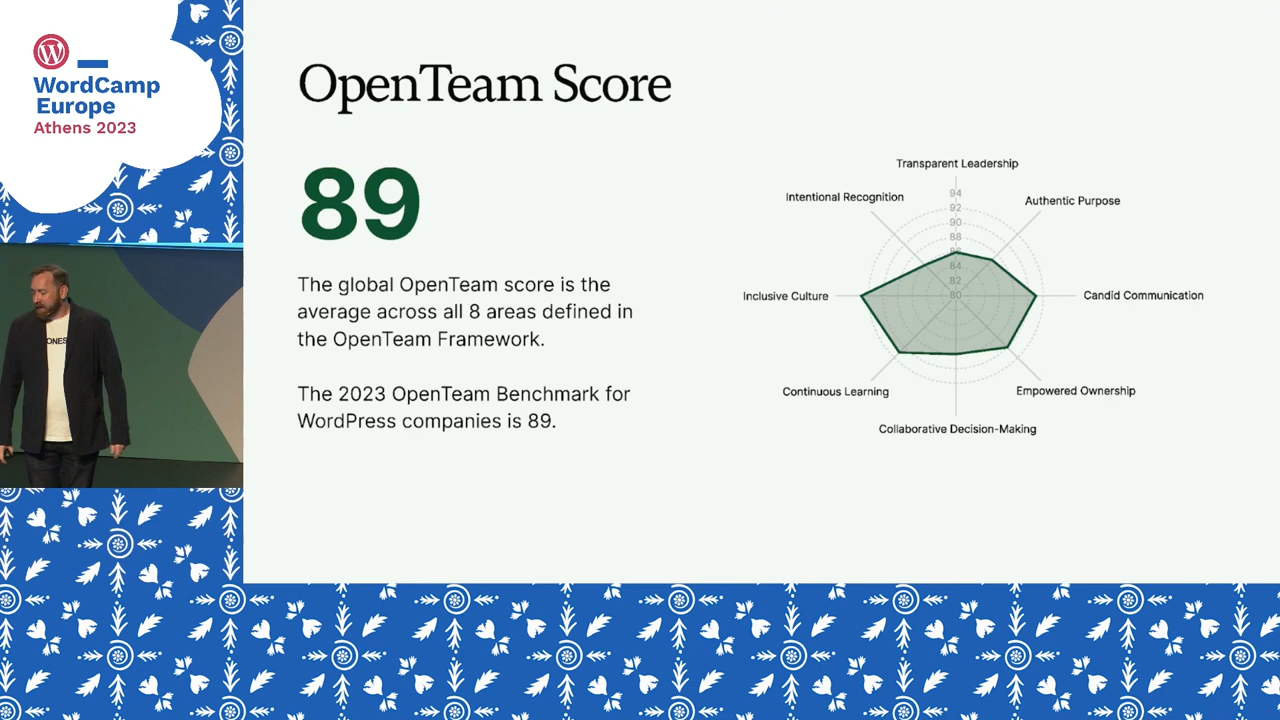 WordCamp
Europe
Athens 2023
OpenTeam Score
89
The global OpenTeam score is the
average across all 8 areas defined in
the OpenTeam Framework.
The 2023 OpenTeam Benchmark for
WordPress companies is 89.
Transparent Leadership
Intentional Recognition
Authentic Purpose
94
92
90
88
86
84
82
80
Inclusive Culture
Candid Communication
Continuous Learning
Empowered Ownership
Collaborative Decision-Making